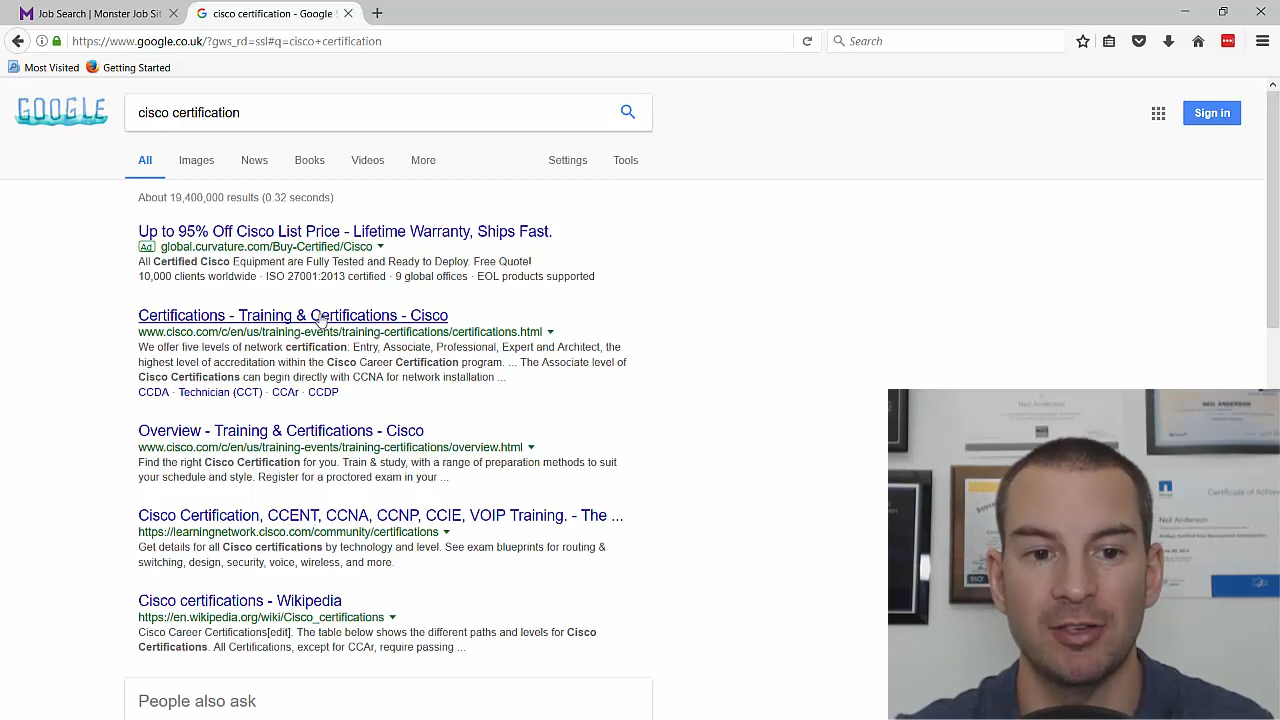 Job Search | Monster Job Sit
cisco certification - Google
https://www.google.co.uk/?gws_rd=ssl#q=cisco+certification
Search
Most Visited
Getting Started
GOOGLE
cisco certification
Sign in
All
Images
News
Books
Videos
More
Settings
Tools
About 19,400,000 results (0.32 seconds)
Up to 95% Off Cisco List Price - Lifetime Warranty, Ships Fast.
Ad global.curvature.com/Buy-Certified/Cisco
All Certified Cisco Equipment are Fully Tested and Ready to Deploy. Free Quote!
10,000 clients worldwide · ISO 27001:2013 certified · 9 global offices · EOL products supported
Certifications - Training & Certifications - Cisco
www.cisco.com/c/en/us/training-events/training-certifications/certifications.html
We offer five levels of network certification: Entry, Associate, Professional, Expert and Architect, the
highest level of accreditation within the Cisco Career Certification program. ... The Associate level of
Cisco Certifications can begin directly with CCNA for network installation ...
CCDA · Technician (CCT) · CCAr · CCDP
Overview - Training & Certifications - Cisco
www.cisco.com/c/en/us/training-events/training-certifications/overview.html
Find the right Cisco Certification for you. Train & study, with a range of preparation methods to suit
your schedule and style. Register for a proctored exam in your ...
Cisco Certification, CCENT, CCNA, CCNP, CCIE, VOIP Training. - The ...
https://learningnetwork.cisco.com/community/certifications
Get details for all Cisco certifications by technology and level. See exam blueprints for routing &
switching, design, security, voice, wireless, and more.
Cisco certifications - Wikipedia
https://en.wikipedia.org/wiki/Cisco_certifications
Cisco Career Certifications[edit]. The table below shows the different paths and levels for Cisco
Certifications. All Certifications, except for CCAr, require passing ...
People also ask
Neil Anderson
NEIL ANDERSON
Certificate of Achie
Neil Anderson